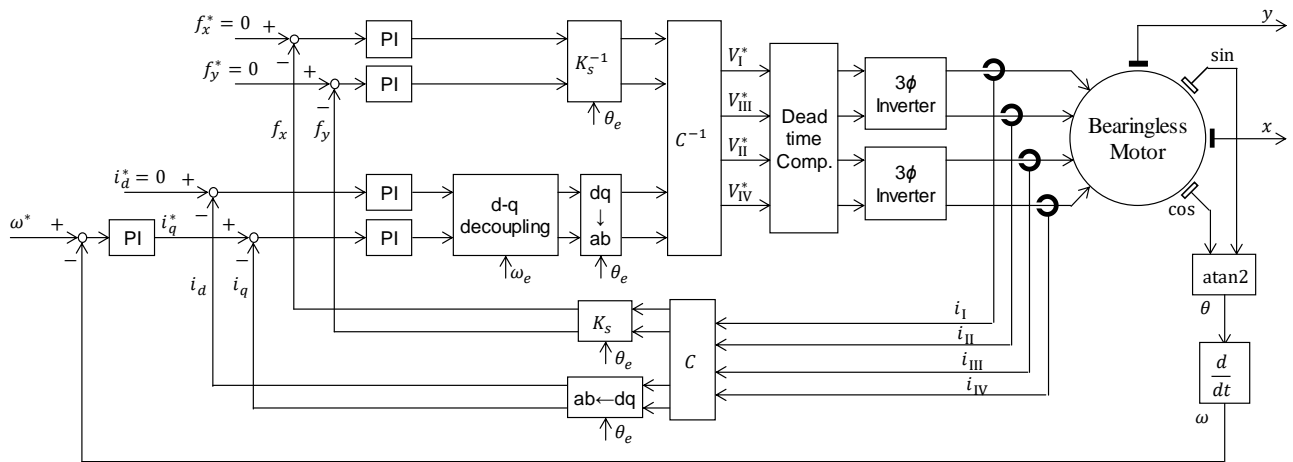 f_x^* = 0
+
−
PI
K_s^{-1}
f_y^* = 0
+
−
PI
θ_e
f_x
f_y
C^{-1}
V_I^*
V_III^*
V_II^*
V_IV^*
Dead
time
Comp.
3ϕ
Inverter
3ϕ
Inverter
y
sin
Bearingless
Motor
x
cos
i_d^* = 0
+
−
PI
d-q
decoupling
dq
↓
ab
ω^*
+
−
PI
i_q^*
+
−
PI
ω_e
θ_e
i_d
i_q
atan2
θ
K_s
θ_e
C
i_I
i_II
i_III
i_IV
d
dt
ab←dq
θ_e
ω